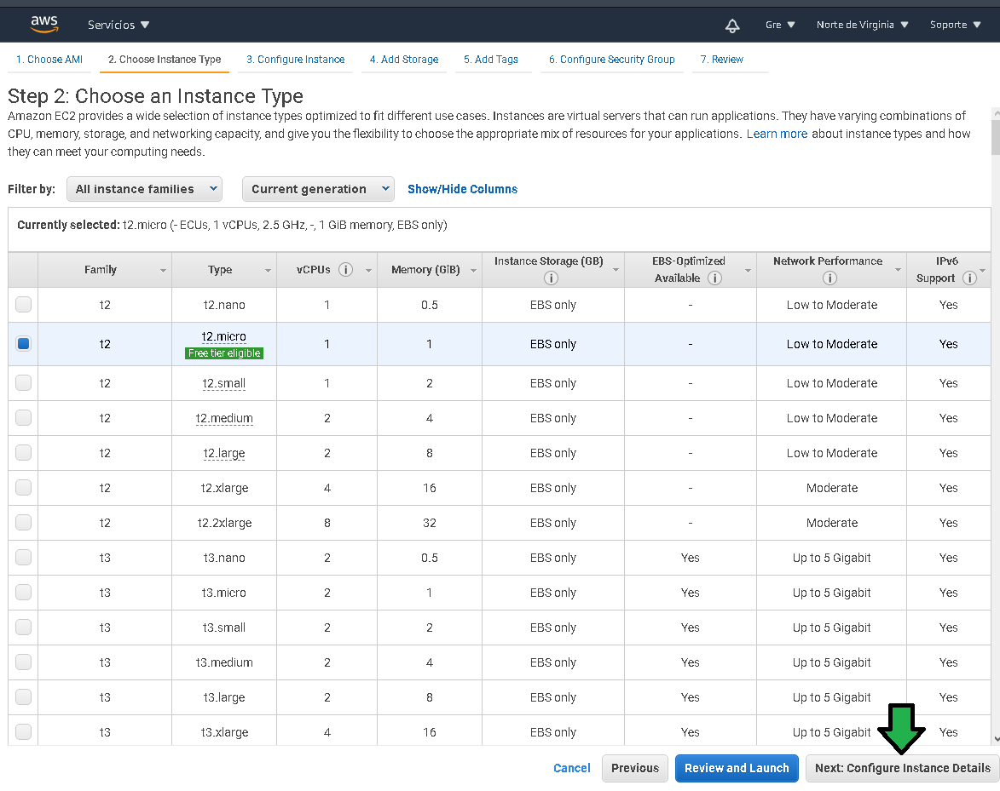 aws Servicios Gre Norte de Virginia Soporte
1. Choose AMI 2. Choose Instance Type 3. Configure Instance 4. Add Storage 5. Add Tags 6. Configure Security Group 7. Review
Step 2: Choose an Instance Type
Amazon EC2 provides a wide selection of instance types optimized to fit different use cases. Instances are virtual servers that can run applications. They have varying combinations of
CPU, memory, storage, and networking capacity, and give you the flexibility to choose the appropriate mix of resources for your applications. Learn more about instance types and how
they can meet your computing needs.
Filter by: All instance families Current generation Show/Hide Columns
Currently selected: t2.micro (- ECUs, 1 vCPUs, 2.5 GHz, -, 1 GiB memory, EBS only)
Family Type vCPUs i Memory (GiB) Instance Storage (GB) i EBS-Optimized Available i Network Performance i IPv6 Support i
t2 t2.nano 1 0.5 EBS only - Low to Moderate Yes
t2 t2.micro Free tier eligible 1 1 EBS only - Low to Moderate Yes
t2 t2.small 1 2 EBS only - Low to Moderate Yes
t2 t2.medium 2 4 EBS only - Low to Moderate Yes
t2 t2.large 2 8 EBS only - Low to Moderate Yes
t2 t2.xlarge 4 16 EBS only - Moderate Yes
t2 t2.2xlarge 8 32 EBS only - Moderate Yes
t3 t3.nano 2 0.5 EBS only Yes Up to 5 Gigabit Yes
t3 t3.micro 2 1 EBS only Yes Up to 5 Gigabit Yes
t3 t3.small 2 2 EBS only Yes Up to 5 Gigabit Yes
t3 t3.medium 2 4 EBS only Yes Up to 5 Gigabit Yes
t3 t3.large 2 8 EBS only Yes Up to 5 Gigabit Yes
t3 t3.xlarge 4 16 EBS only Yes Up to 5 Gigabit Yes
Cancel Previous Review and Launch Next: Configure Instance Details